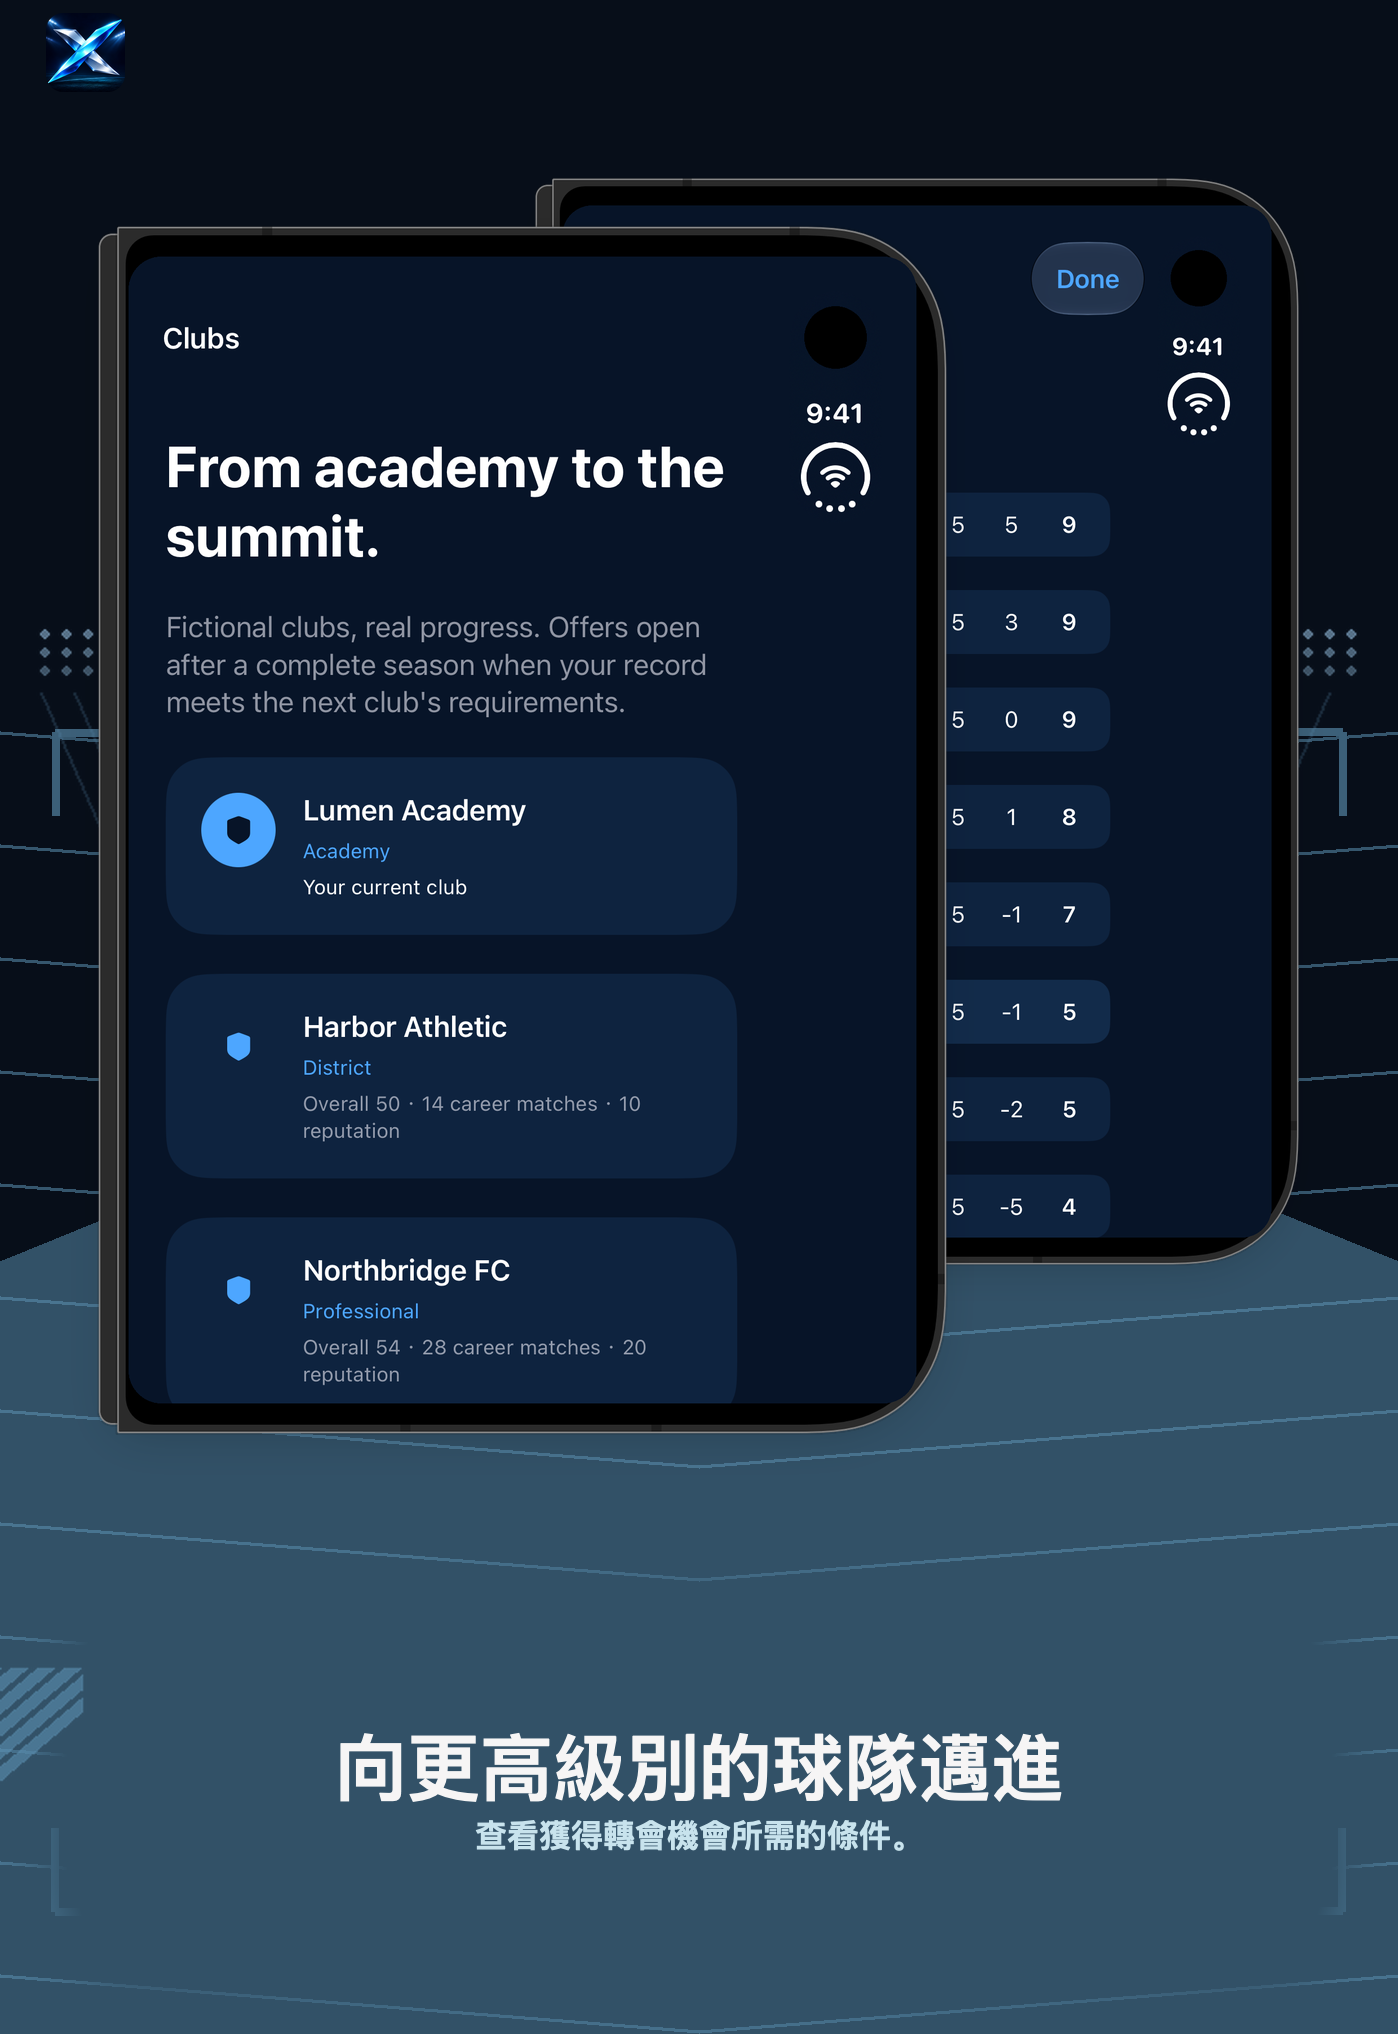 Clubs
9:41
From academy to the
summit.
Fictional clubs, real progress. Offers open
after a complete season when your record
meets the next club's requirements.
Lumen Academy
Academy
Your current club
Harbor Athletic
District
Overall 50 · 14 career matches · 10
reputation
Northbridge FC
Professional
Overall 54 · 28 career matches · 20
reputation
Done
9:41
5 5 9
5 3 9
5 0 9
5 1 8
5 -1 7
5 -1 5
5 -2 5
5 -5 4
向更高級別的球隊邁進
查看獲得轉會機會所需的條件。